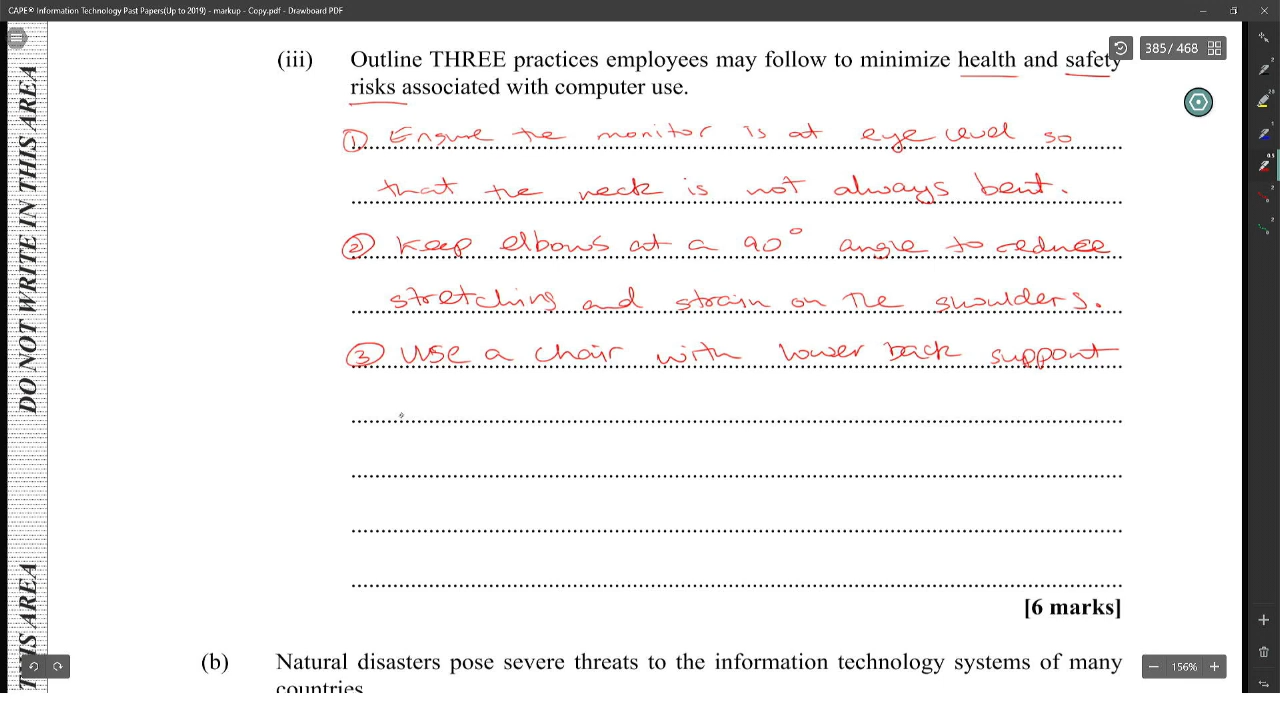 CAPE® Information Technology Past Papers(Up to 2019) - markup - Copy.pdf - Drawboard PDF
385 / 468
(iii) Outline THREE practices employees may follow to minimize health and safety
risks associated with computer use.
① Ensure the monitor is at eye level so
that the neck is not always bent.
② Keep elbows at a 90° angle to reduce
stretching and strain on the shoulders.
③ Use a chair with lower back support
[6 marks]
(b) Natural disasters pose severe threats to the information technology systems of many
countries
DO NOT WRITE IN THIS AREA
THIS AREA
156%